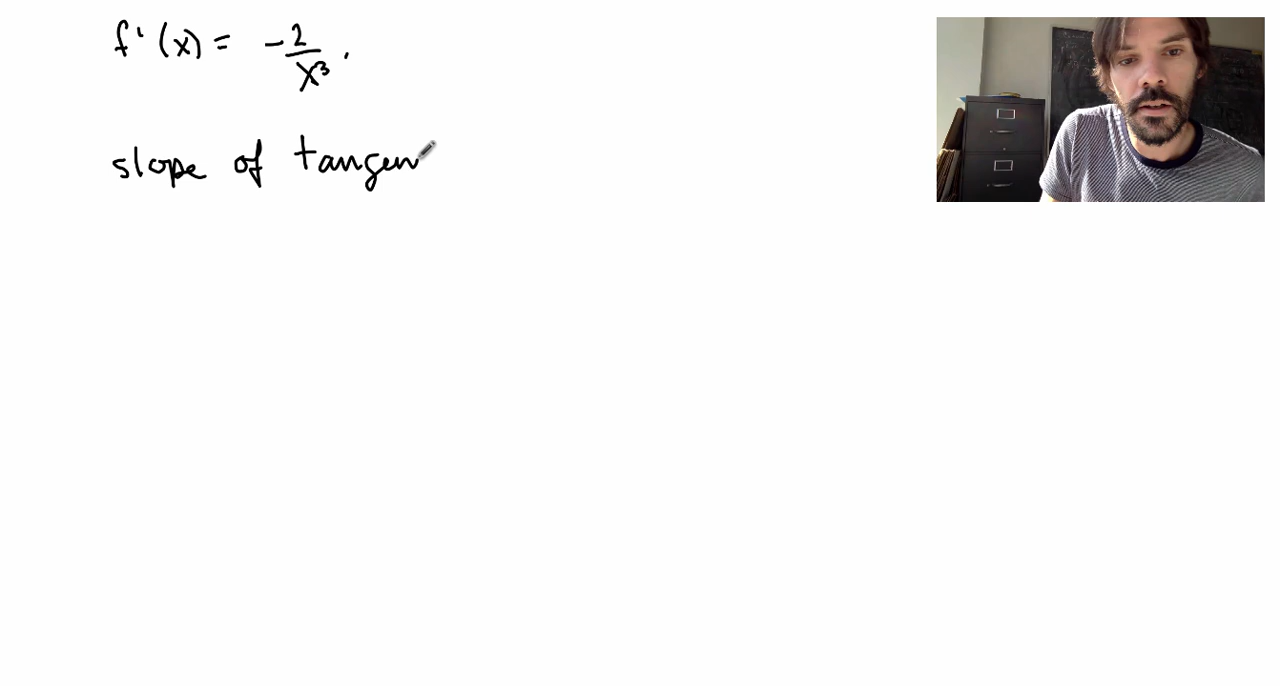 f'(x) = -2/x³.
slope of tangen